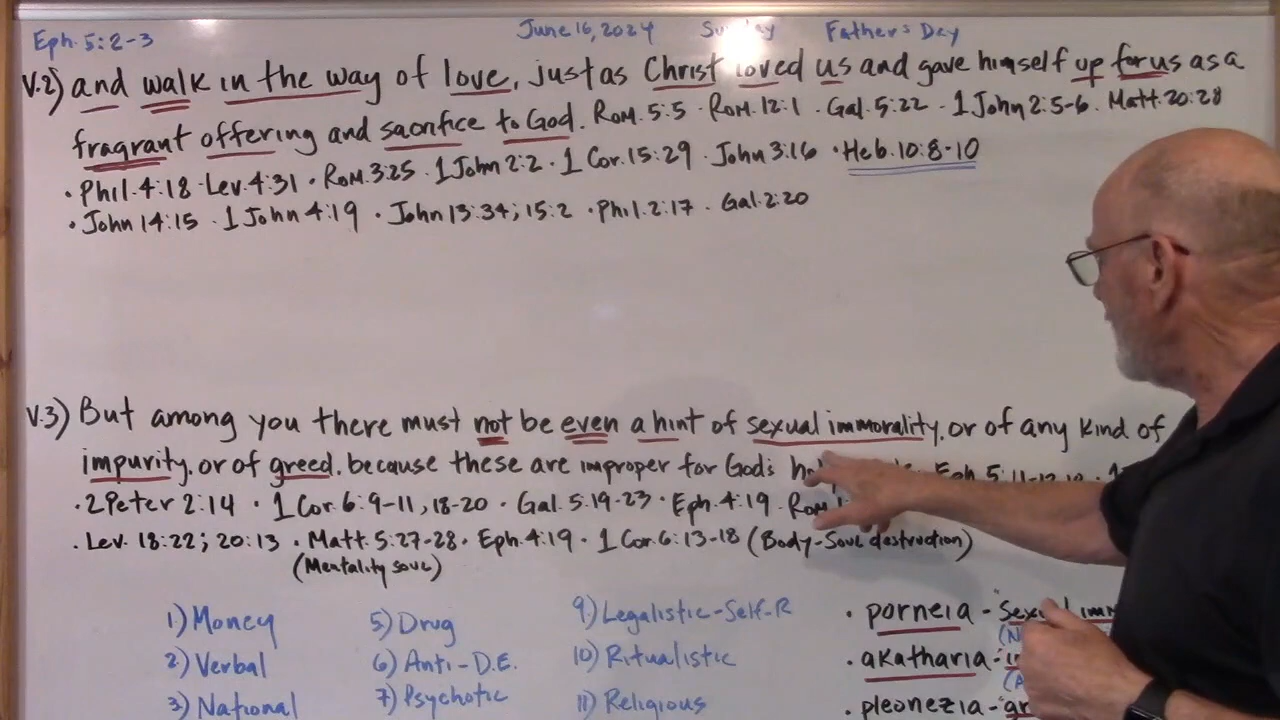 Eph. 5:2-3 June 16, 2024 Sunday Father's Day
V.2) and walk in the way of love, just as Christ loved us and gave himself up for us as a
fragrant offering and sacrifice to God. Rom. 5:5 · Rom. 12:1 · Gal. 5:22 · 1 John 2:5-6 · Matt. 20:28
· Phil. 4:18 · Lev. 4:31 · Rom. 3:25 · 1 John 2:2 · 1 Cor. 15:29 · John 3:16 · Heb. 10:8-10
· John 14:15 · 1 John 4:19 · John 13:34; 15:2 · Phil. 2:17 · Gal. 2:20
V.3) But among you there must not be even a hint of sexual immorality, or of any kind of
impurity, or of greed, because these are improper for God's
· 2 Peter 2:14 · 1 Cor. 6:9-11, 18-20 · Gal. 5:19-23 · Eph. 4:19 · Rom.
· Lev. 18:22; 20:13 · Matt. 5:27-28 · Eph. 4:19 · 1 Cor. 6:13-18 (Body-Soul destruction)
(Mentality soul)
1) Money 5) Drug 9) Legalistic-Self-R · porneia -
2) Verbal 6) Anti-D.E. 10) Ritualistic · akatharia -
3) National 7) Psychotic 11) Religious · pleonezia -